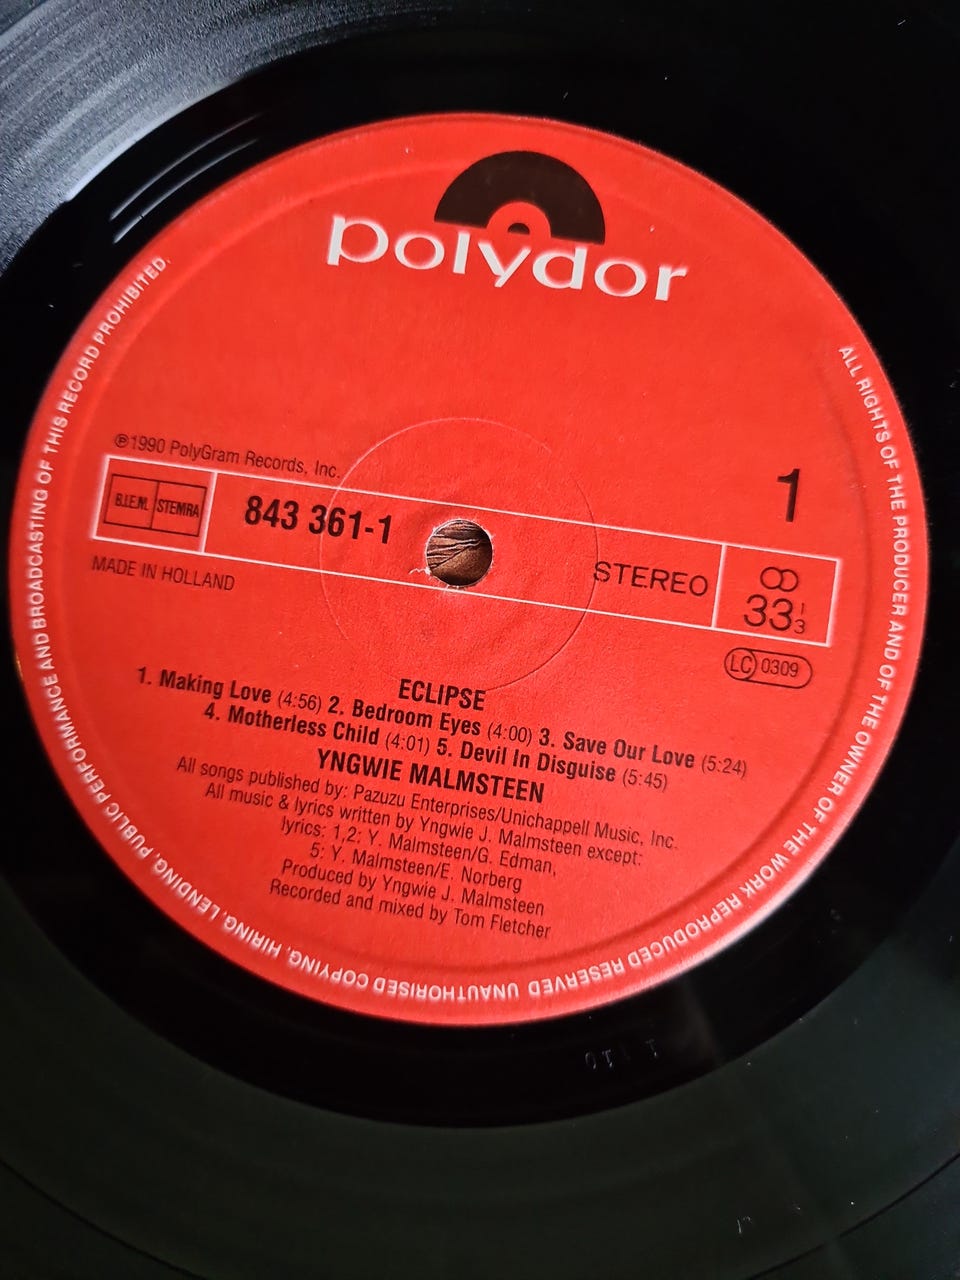 polydor
℗1990 PolyGram Records, Inc.
1
B.I.E.M. STEMRA
843 361-1
STEREO
33 1/3
MADE IN HOLLAND
LC 0309
ECLIPSE
1. Making Love (4:56) 2. Bedroom Eyes (4:00) 3. Save Our Love (5:24)
4. Motherless Child (4:01) 5. Devil In Disguise (5:45)
YNGWIE MALMSTEEN
All songs published by: Pazuzu Enterprises/Unichappell Music, Inc.
All music & lyrics written by Yngwie J. Malmsteen except:
lyrics: 1,2: Y. Malmsteen/G. Edman,
5: Y. Malmsteen/E. Norberg
Produced by Yngwie J. Malmsteen
Recorded and mixed by Tom Fletcher
ALL RIGHTS OF THE PRODUCER AND OF THE OWNER OF THE WORK REPRODUCED RESERVED UNAUTHORISED COPYING, HIRING, LENDING, PUBLIC PERFORMANCE AND BROADCASTING OF THIS RECORD PROHIBITED.